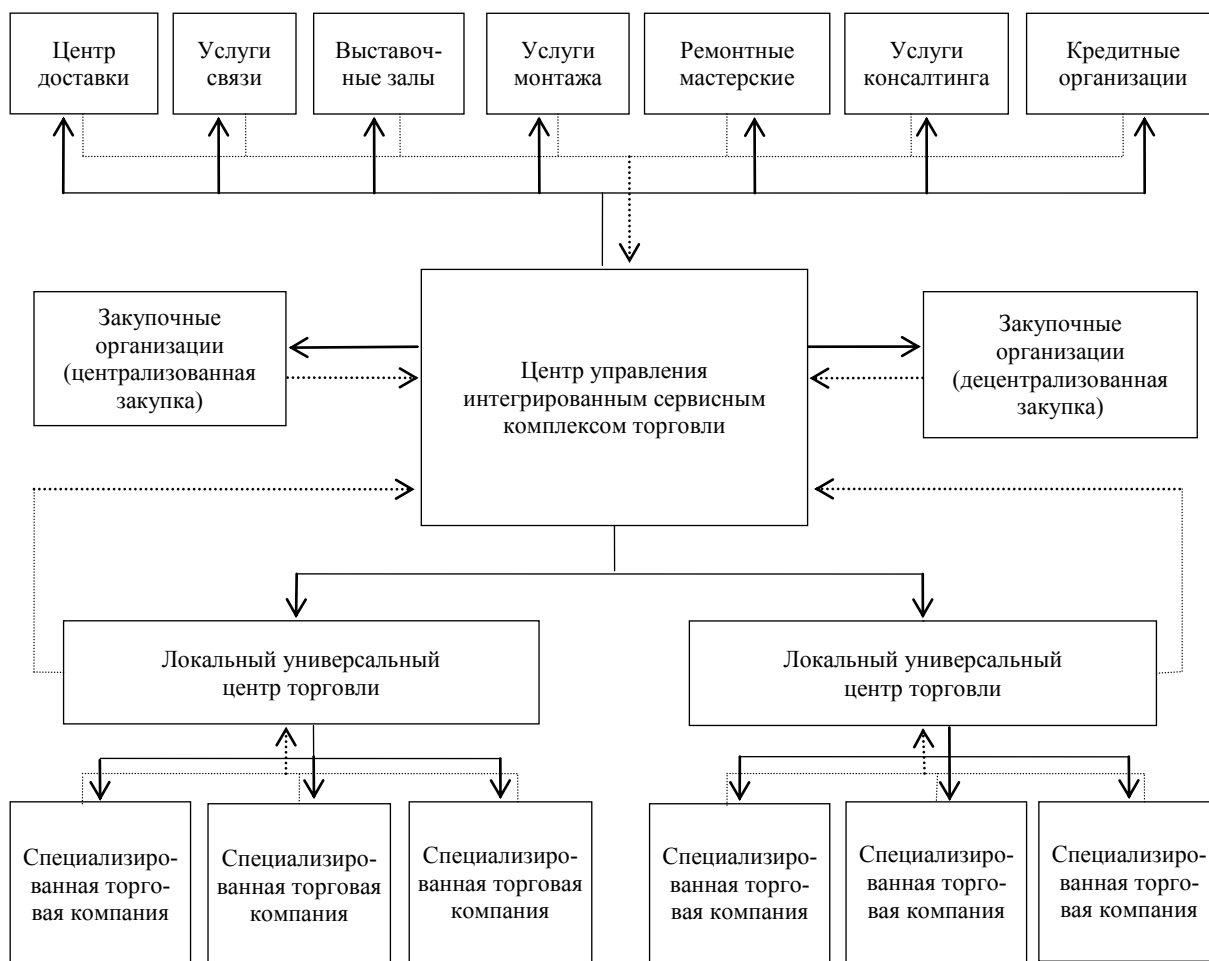 Центр
доставки
Услуги
связи
Выставоч-
ные залы
Услуги
монтажа
Ремонтные
мастерские
Услуги
консалтинга
Кредитные
организации
Закупочные
организации
(централизованная
закупка)
Центр управления
интегрированным сервисным
комплексом торговли
Закупочные
организации
(децентрализованная
закупка)
Локальный универсальный
центр торговли
Локальный универсальный
центр торговли
Специализиро-
ванная торго-
вая компания
Специализиро-
ванная торговая
компания
Специализиро-
ванная торговая
компания
Специализиро-
ванная торго-
вая компания
Специализиро-
ванная торго-
вая компания
Специализиро-
ванная торго-
вая компания